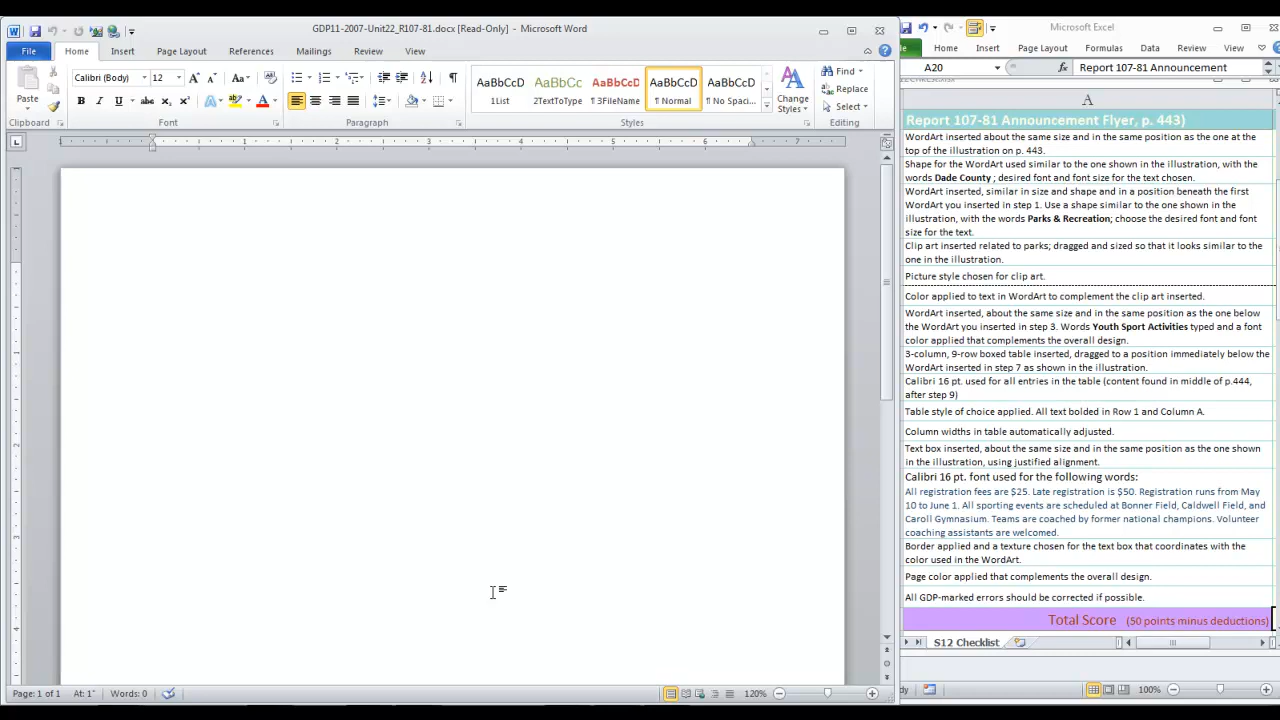 GDP11-2007-Unit22_R107-81.docx [Read-Only] - Microsoft Word
File Home Insert Page Layout References Mailings Review View
Paste
Clipboard
Calibri (Body) 12
B I U abc x₂ x²
Font
Paragraph
AaBbCcD AaBbCcD AaBbCcD AaBbCcD AaBbCcD
1List 2TextToType ¶ 3FileName ¶ Normal ¶ No Spaci...
Change
Styles
Styles
Find
Replace
Select
Editing
Page: 1 of 1 At: 1" Words: 0
120%
Microsoft Excel
Home Insert Page Layout Formulas Data Review View
A20 fx Report 107-81 Announcement
A
Report 107-81 Announcement Flyer, p. 443)
WordArt inserted about the same size and in the same position as the one at the
top of the illustration on p. 443.
Shape for the WordArt used similar to the one shown in the illustration, with the
words Dade County ; desired font and font size for the text chosen.
WordArt inserted, similar in size and shape and in a position beneath the first
WordArt you inserted in step 1. Use a shape similar to the one shown in the
illustration, with the words Parks & Recreation; choose the desired font and font
size for the text.
Clip art inserted related to parks; dragged and sized so that it looks similar to the
one in the illustration.
Picture style chosen for clip art.
Color applied to text in WordArt to complement the clip art inserted.
WordArt inserted, about the same size and in the same position as the one below
the WordArt you inserted in step 3. Words Youth Sport Activities typed and a font
color applied that complements the overall design.
3-column, 9-row boxed table inserted, dragged to a position immediately below the
WordArt inserted in step 7 as shown in the illustration.
Calibri 16 pt. used for all entries in the table (content found in middle of p.444,
after step 9)
Table style of choice applied. All text bolded in Row 1 and Column A.
Column widths in table automatically adjusted.
Text box inserted, about the same size and in the same position as the one shown
in the illustration, using justified alignment.
Calibri 16 pt. font used for the following words:
All registration fees are $25. Late registration is $50. Registration runs from May
10 to June 1. All sporting events are scheduled at Bonner Field, Caldwell Field, and
Caroll Gymnasium. Teams are coached by former national champions. Volunteer
coaching assistants are welcomed.
Border applied and a texture chosen for the text box that coordinates with the
color used in the WordArt.
Page color applied that complements the overall design.
All GDP-marked errors should be corrected if possible.
Total Score (50 points minus deductions)
S12 Checklist
100%